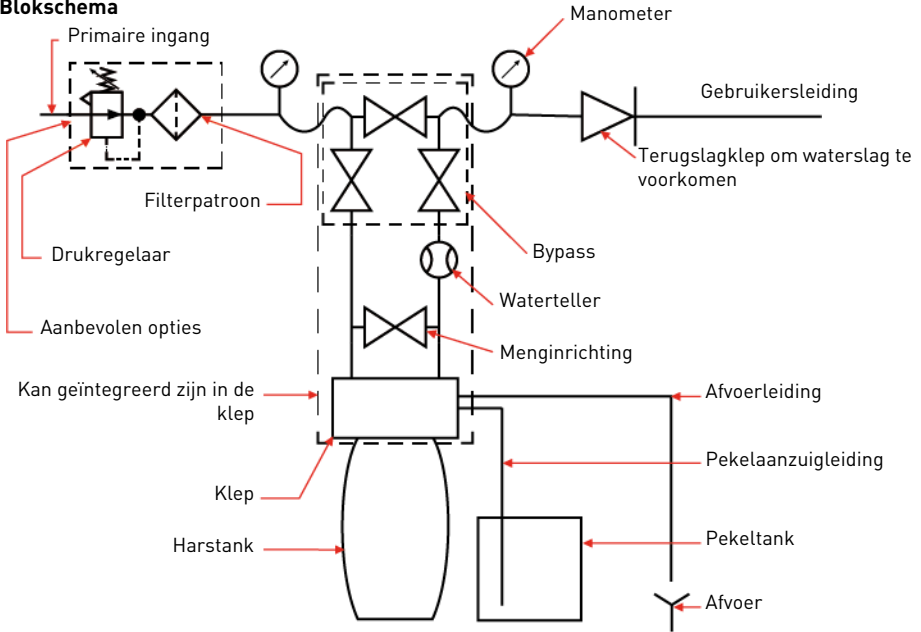 Blokschema
Primaire ingang
Manometer
Gebruikersleiding
Terugslagklep om waterslag te
voorkomen
Filterpatroon
Drukregelaar
Bypass
Waterteller
Aanbevolen opties
Menginrichting
Kan geïntegreerd zijn in de
klep
Afvoerleiding
Pekelaanzuigleiding
Klep
Harstank
Pekeltank
Afvoer